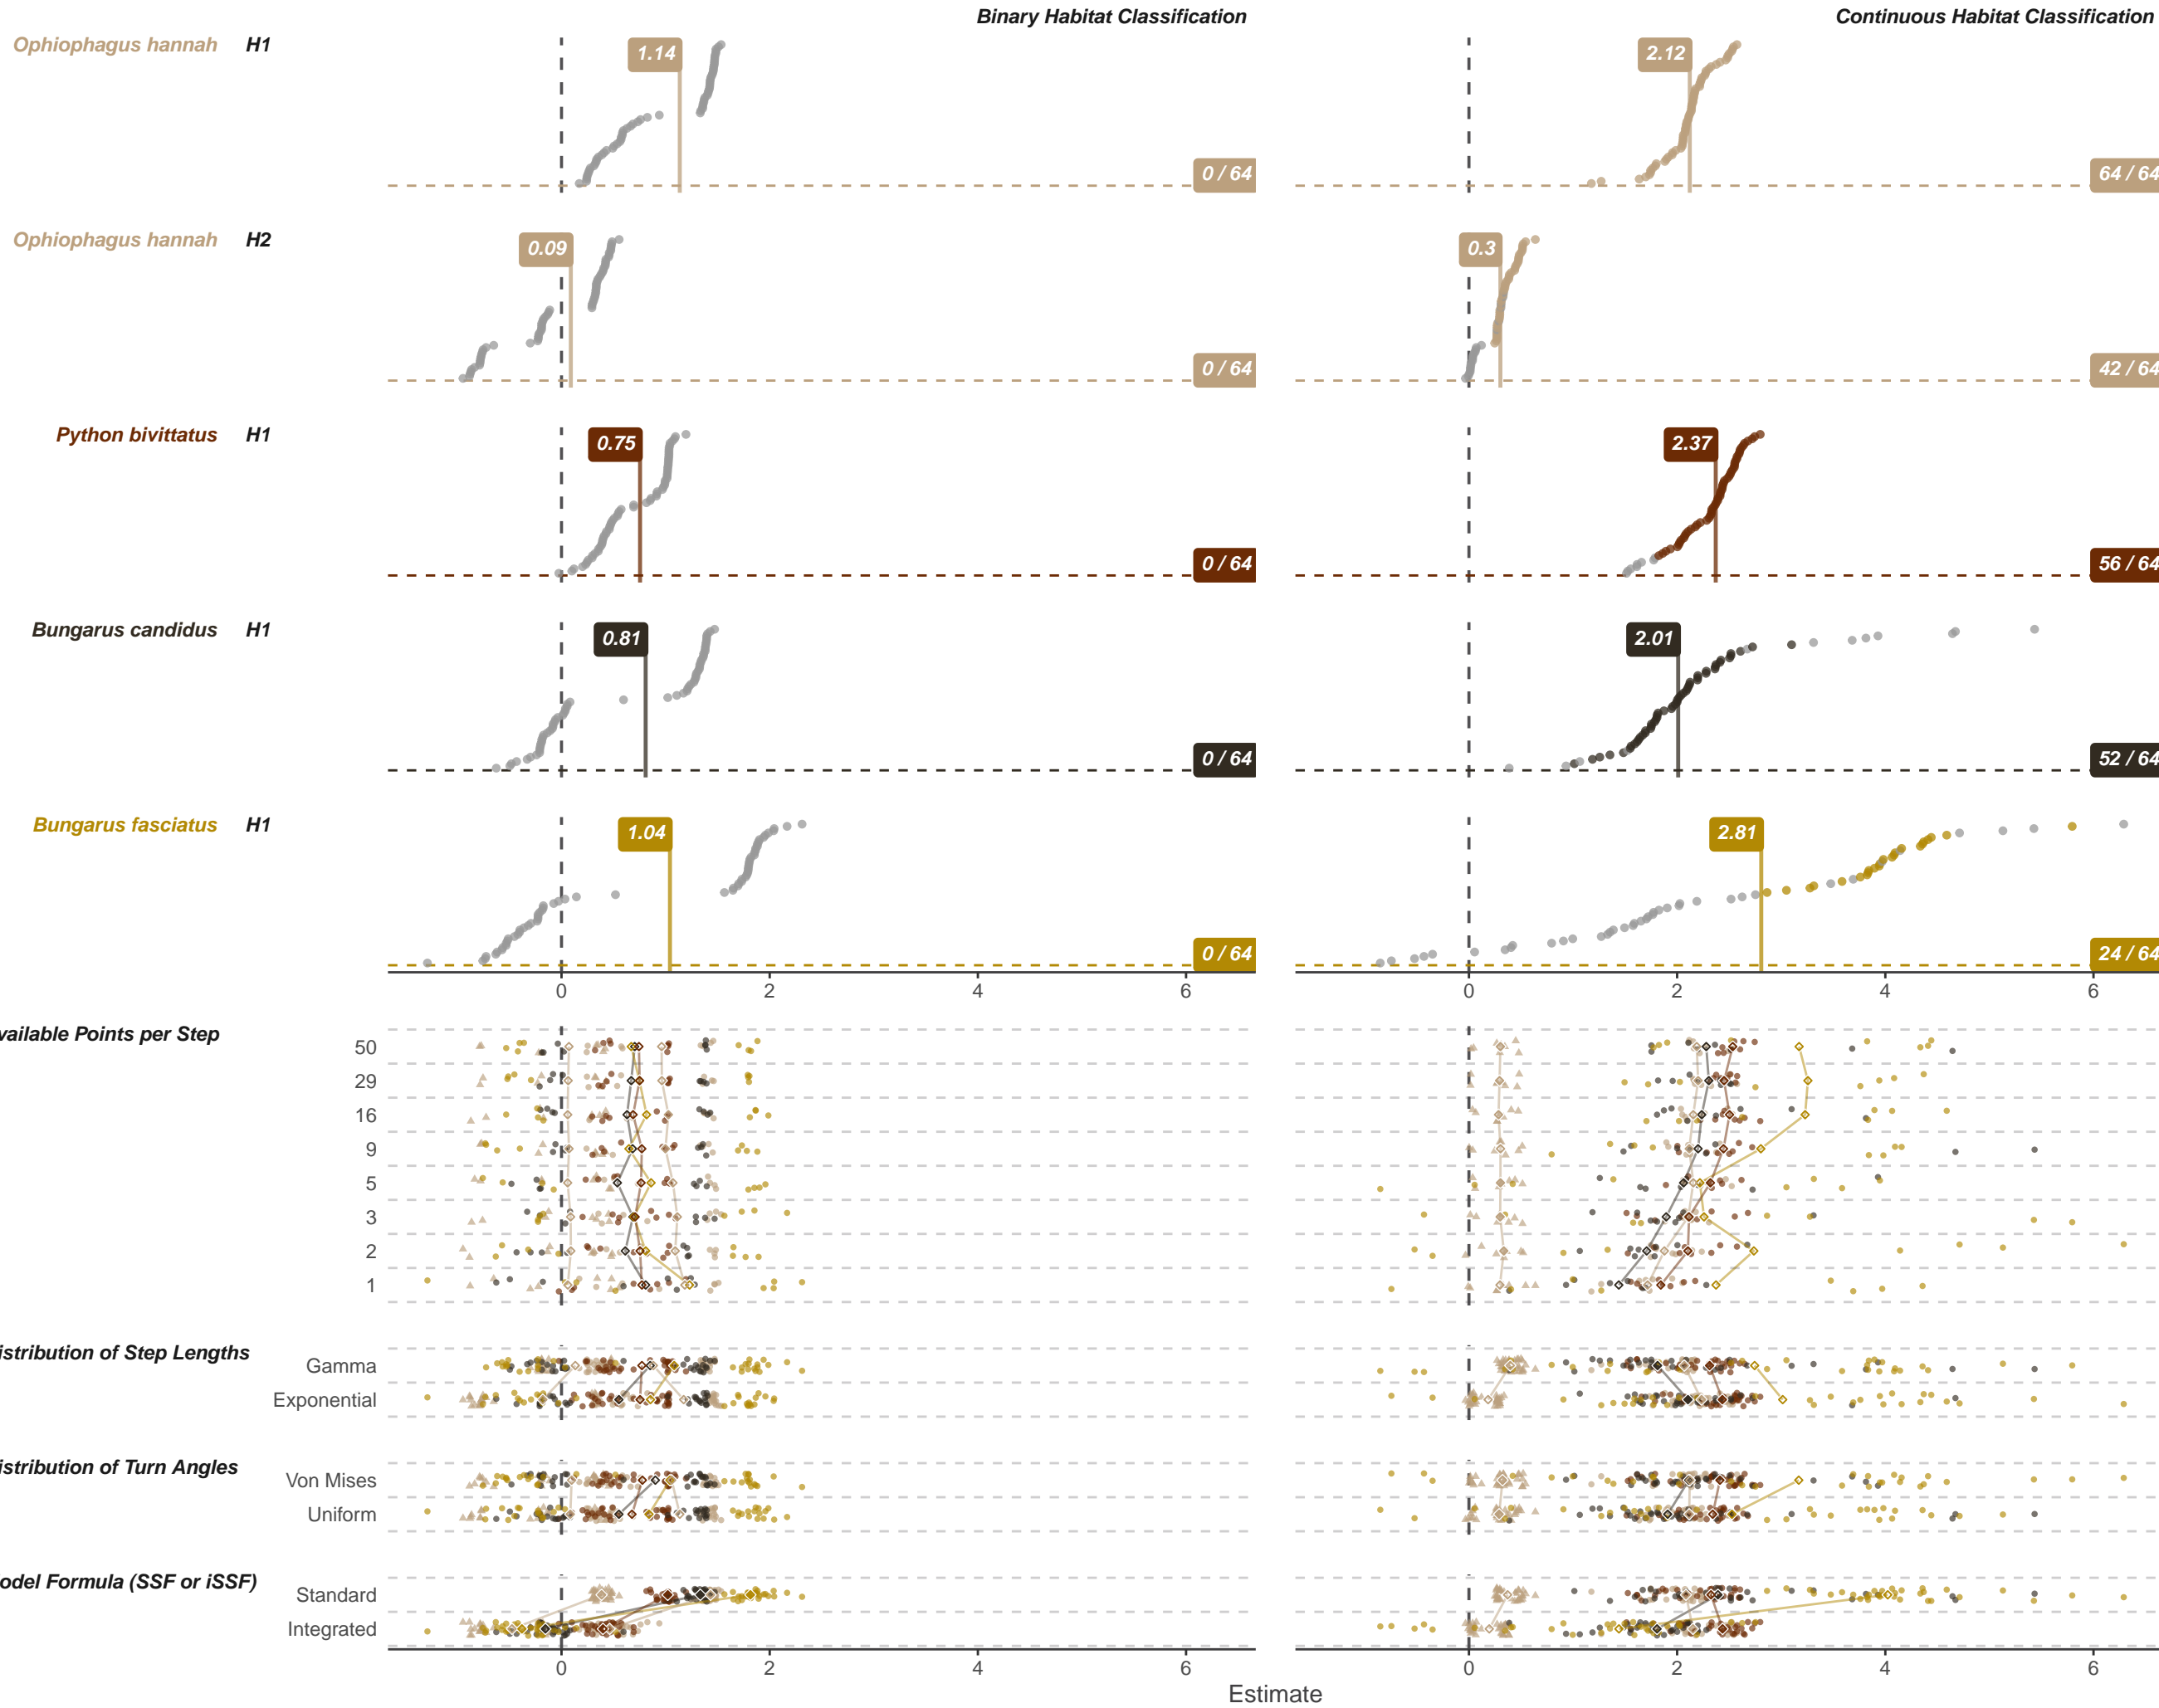 Binary Habitat Classification
Continuous Habitat Classification
Ophiophagus hannah H1
1.14
2.12
0 / 64
64 / 64
Ophiophagus hannah H2
0.09
0.3
0 / 64
42 / 64
Python bivittatus H1
0.75
2.37
0 / 64
56 / 64
Bungarus candidus H1
0.81
2.01
0 / 64
52 / 64
Bungarus fasciatus H1
1.04
2.81
0 / 64
24 / 64
0 2 4 6
0 2 4 6
vailable Points per Step
50
29
16
9
5
3
2
1
istribution of Step Lengths
Gamma
Exponential
istribution of Turn Angles
Von Mises
Uniform
odel Formula (SSF or iSSF)
Standard
Integrated
0 2 4 6
0 2 4 6
Estimate